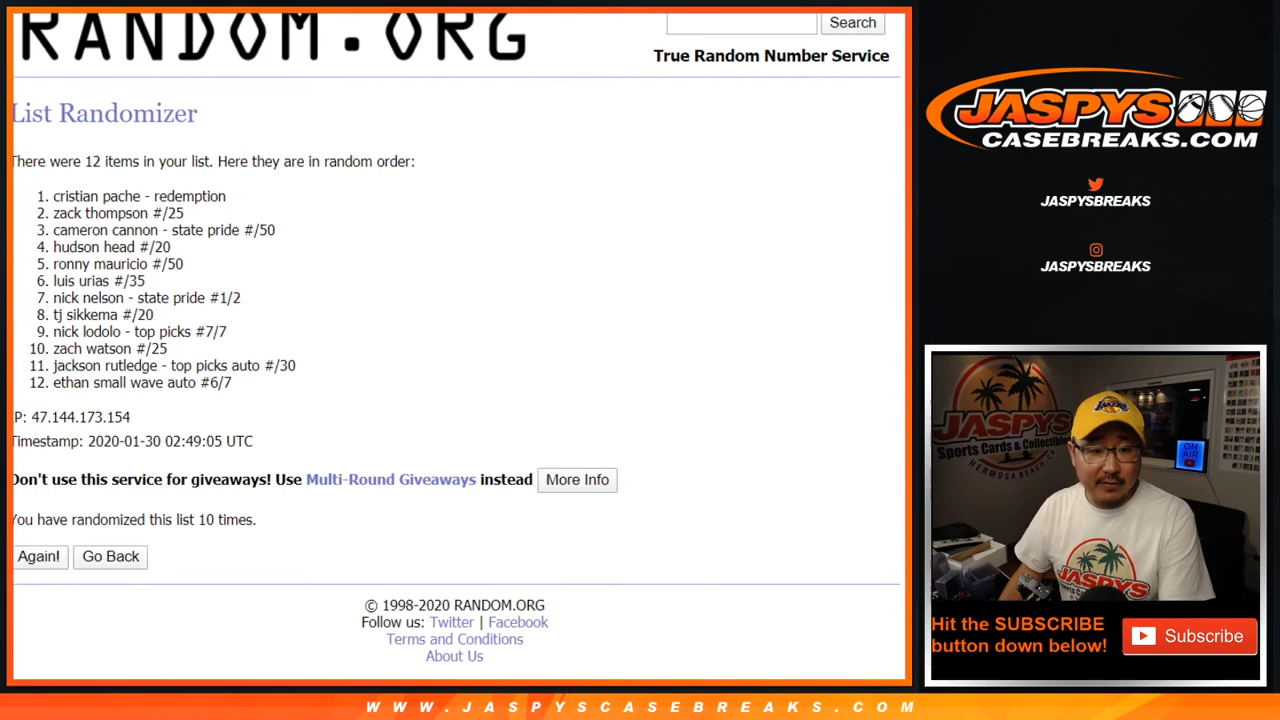 RANDOM.ORG
Search
True Random Number Service
List Randomizer
There were 12 items in your list. Here they are in random order:
1. cristian pache - redemption
2. zack thompson #/25
3. cameron cannon - state pride #/50
4. hudson head #/20
5. ronny mauricio #/50
6. luis urias #/35
7. nick nelson - state pride #1/2
8. tj sikkema #/20
9. nick lodolo - top picks #7/7
10. zach watson #/25
11. jackson rutledge - top picks auto #/30
12. ethan small wave auto #6/7
IP: 47.144.173.154
Timestamp: 2020-01-30 02:49:05 UTC
Don't use this service for giveaways! Use Multi-Round Giveaways instead More Info
You have randomized this list 10 times.
Again! Go Back
© 1998-2020 RANDOM.ORG
Follow us: Twitter | Facebook
Terms and Conditions
About Us
JASPYS
CASEBREAKS.COM
JASPYSBREAKS
JASPYSBREAKS
JASPYS
Sports Cards & Collectibles
HERMOSA BEACH, CA
ON AIR
JASPYS
Hit the SUBSCRIBE
button down below!
Subscribe
WWW.JASPYSCASEBREAKS.COM